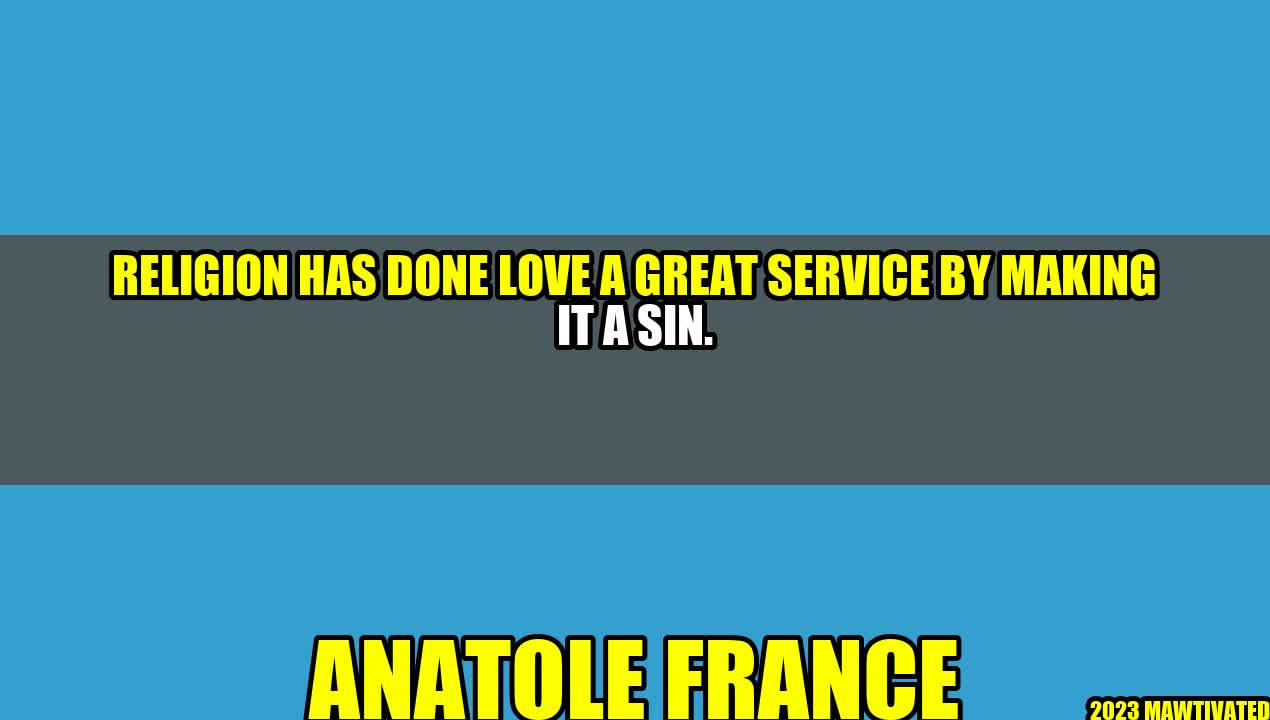 RELIGION HAS DONE LOVE A GREAT SERVICE BY MAKING
IT A SIN.
ANATOLE FRANCE
2023 MAWTIVATED